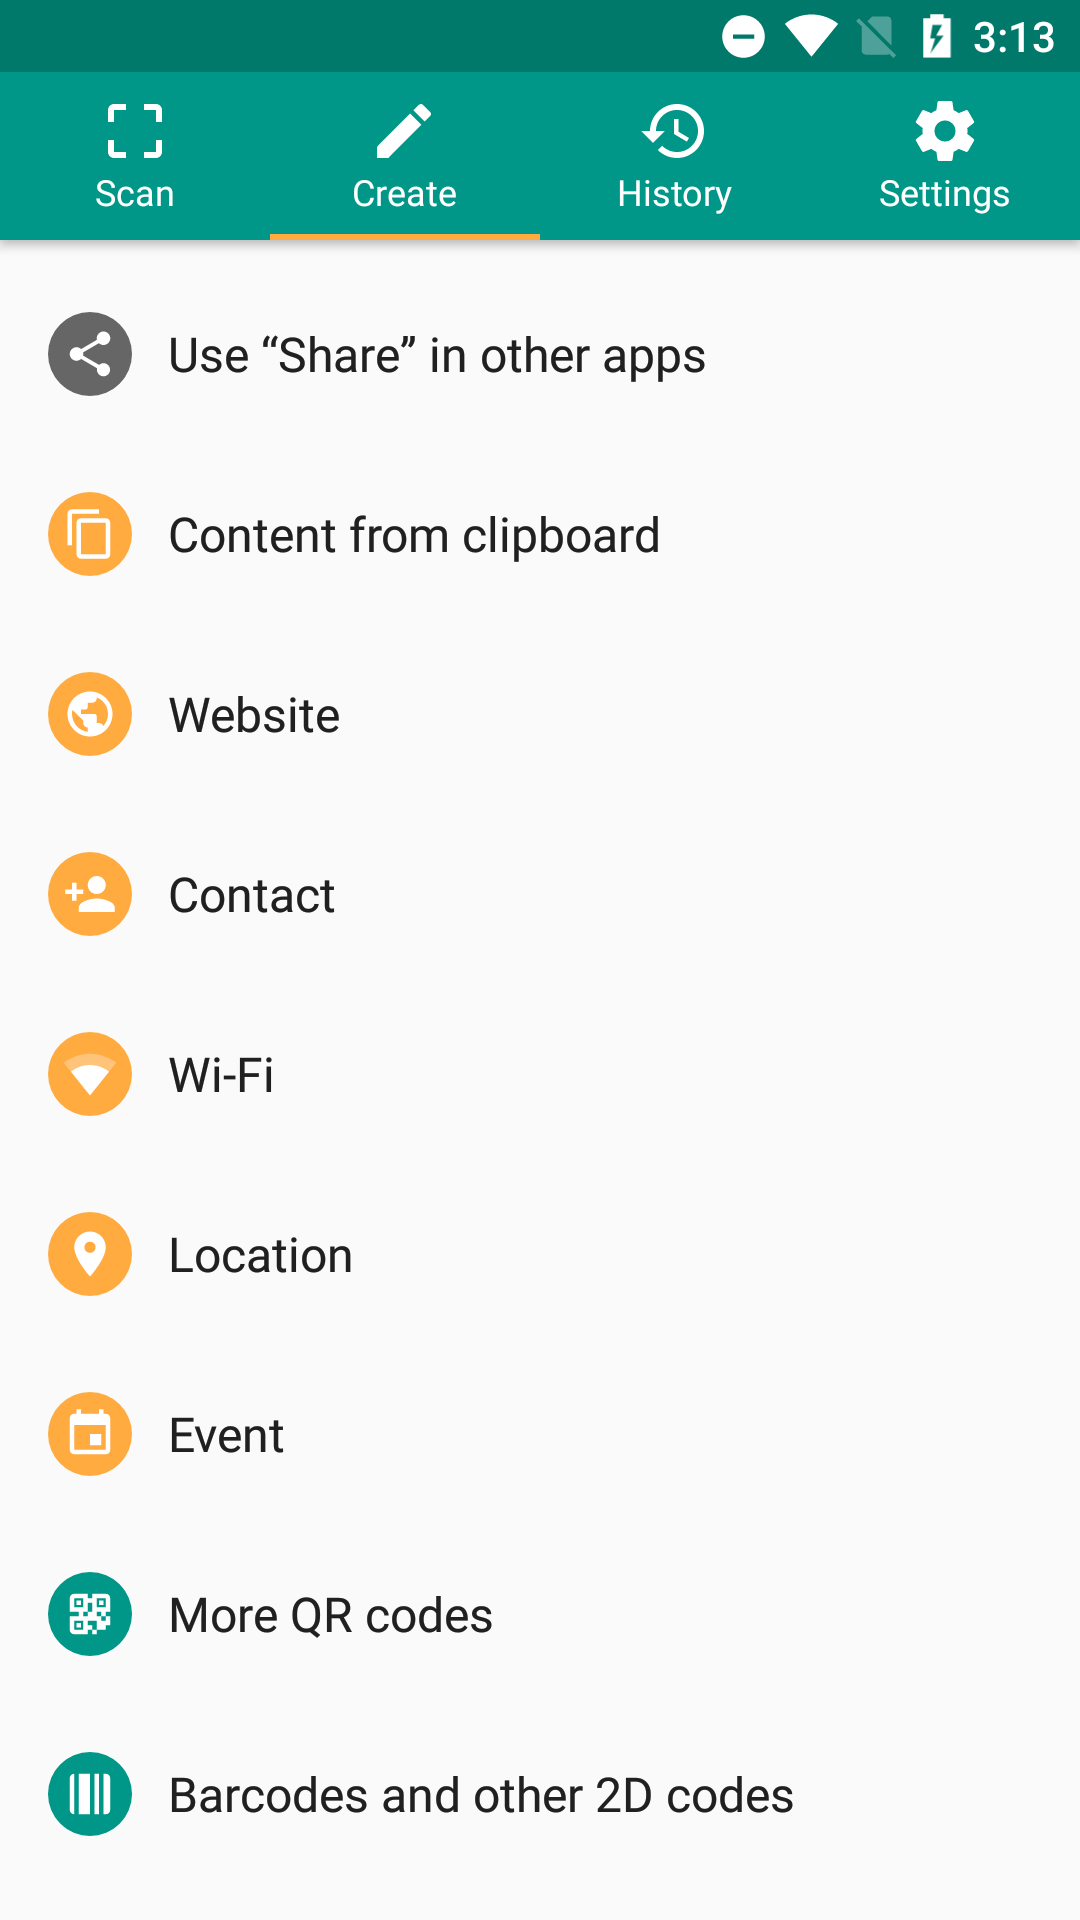 3:13
Scan
Create
History
Settings
Use “Share” in other apps
Content from clipboard
Website
Contact
Wi-Fi
Location
Event
More QR codes
Barcodes and other 2D codes